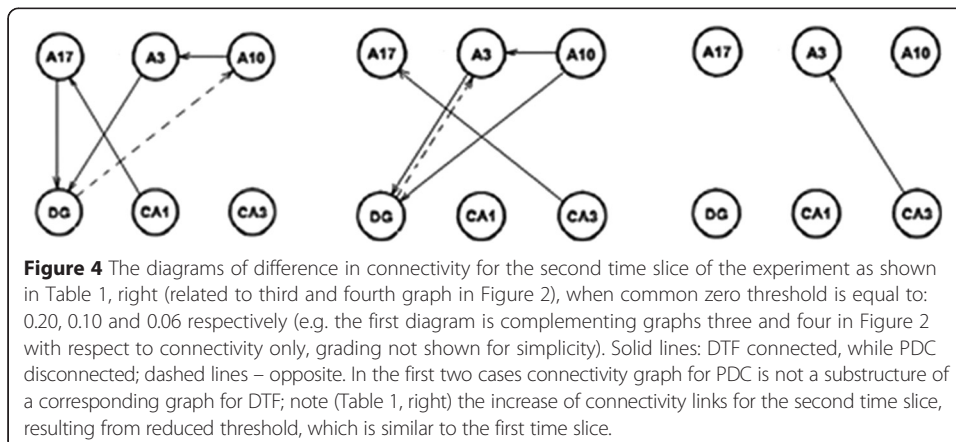 A17 A3 A10 A17 A3 A10 A17 A3 A10
DG CA1 CA3 DG CA1 CA3 DG CA1 CA3
Figure 4 The diagrams of difference in connectivity for the second time slice of the experiment as shown
in Table 1, right (related to third and fourth graph in Figure 2), when common zero threshold is equal to:
0.20, 0.10 and 0.06 respectively (e.g. the first diagram is complementing graphs three and four in Figure 2
with respect to connectivity only, grading not shown for simplicity). Solid lines: DTF connected, while PDC
disconnected; dashed lines – opposite. In the first two cases connectivity graph for PDC is not a substructure of
a corresponding graph for DTF; note (Table 1, right) the increase of connectivity links for the second time slice,
resulting from reduced threshold, which is similar to the first time slice.